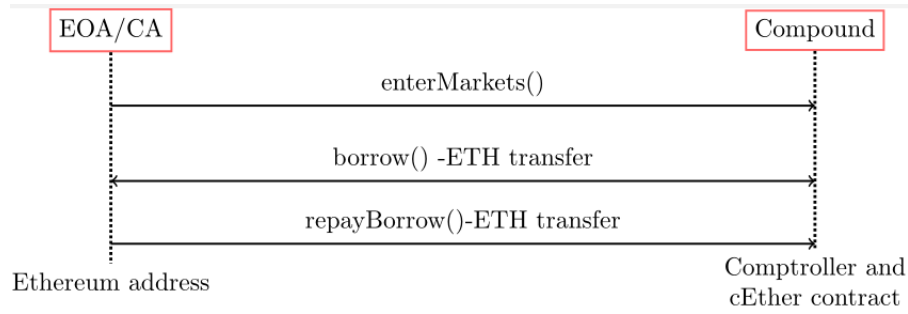 EOA/CA
Compound
enterMarkets()
borrow() -ETH transfer
repayBorrow()-ETH transfer
Ethereum address
Comptroller and
cEther contract